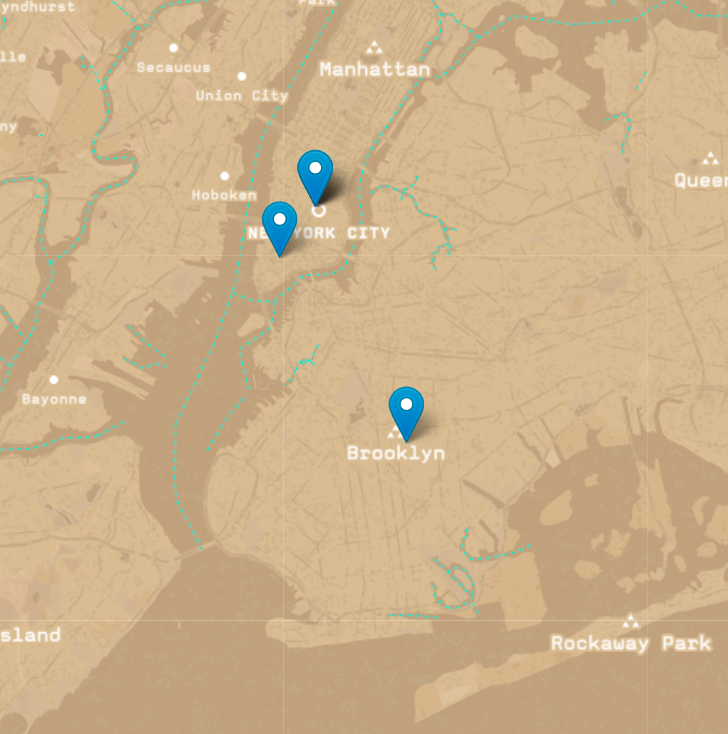 yndhurst
Park
lle
Secaucus
Manhattan
Union City
ny
Queen
Hoboken
NEW YORK CITY
Bayonne
Brooklyn
sland
Rockaway Park